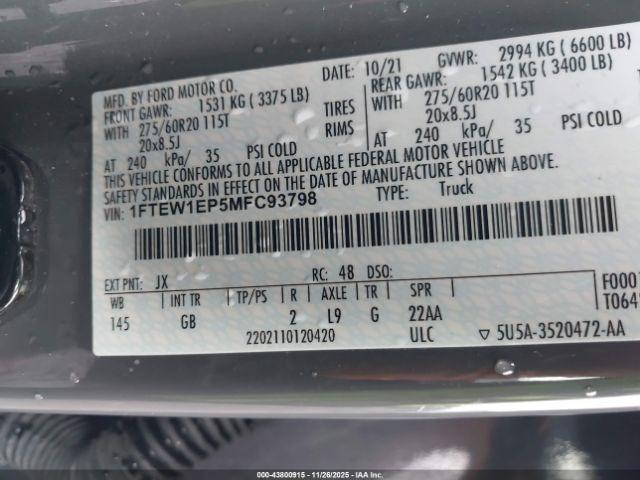 DATE: 10/21 GVWR: 2994 KG ( 6600 LB)
MFD. BY FORD MOTOR CO.
FRONT GAWR: 1531 KG ( 3375 LB) REAR GAWR: 1542 KG ( 3400 LB)
WITH 275/60R20 115T TIRES WITH 275/60R20 115T
20x8.5J RIMS 20x8.5J
AT 240 kPa/ 35 PSI COLD AT 240 kPa/ 35 PSI COLD
THIS VEHICLE CONFORMS TO ALL APPLICABLE FEDERAL MOTOR VEHICLE
SAFETY STANDARDS IN EFFECT ON THE DATE OF MANUFACTURE SHOWN ABOVE.
VIN: 1FTEW1EP5MFC93798 TYPE: Truck
EXT PNT: JX RC: 48 DSO:
WB INT TR TP/PS R AXLE TR SPR
145 GB 2 L9 G 22AA
2202110120420 ULC ▽ 5U5A-3520472-AA
000-43800915 - 11/26/2025 - IAA Corp.